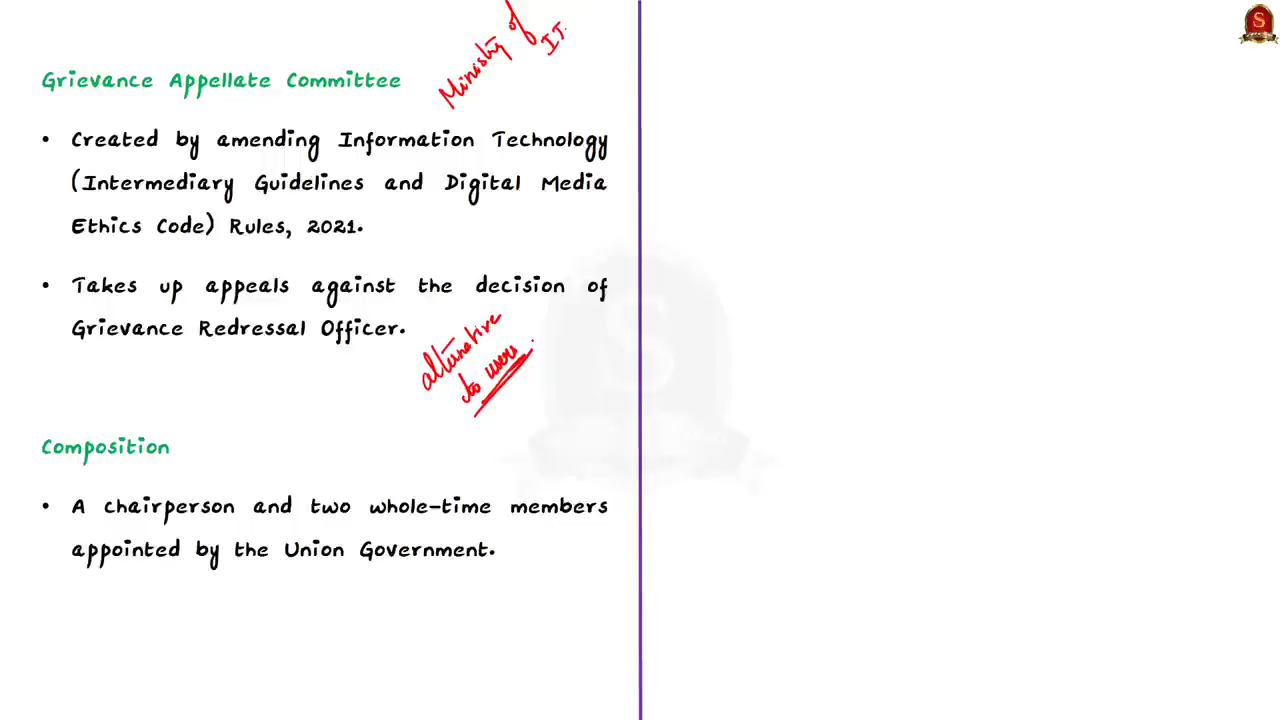 Ministry of
IT.
Grievance Appellate Committee
• Created by amending Information Technology
(Intermediary Guidelines and Digital Media
Ethics Code) Rules, 2021.
• Takes up appeals against the decision of
Grievance Redressal Officer.
alternative
to users
Composition
• A chairperson and two whole-time members
appointed by the Union Government.
S